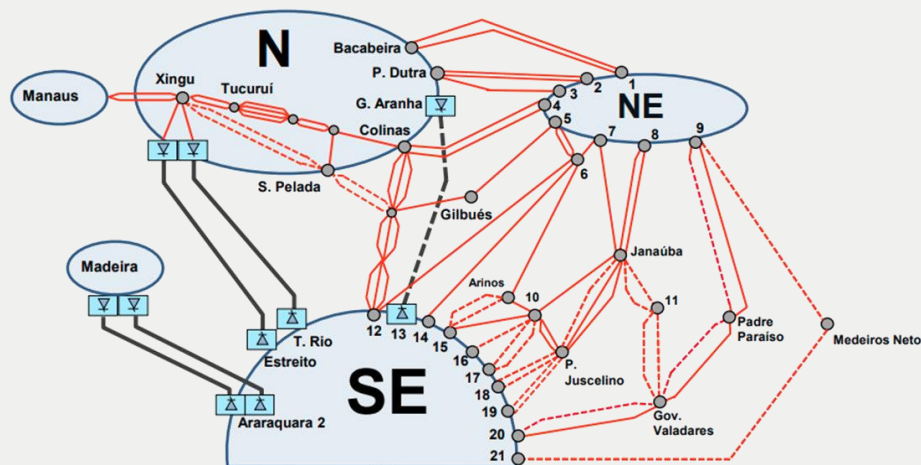 N
Bacabeira
P. Dutra
Xingu
Tucuruí
Manaus
G. Aranha
Colinas
S. Pelada
1
2
3
4
NE
5
6
7
8
9
Gilbués
Janaúba
Madeira
Arinos
10
11
12
13
14
15
16
17
18
19
20
21
T. Rio
Estreito
P.
Juscelino
Padre
Paraíso
Medeiros Neto
SE
Araraquara 2
Gov.
Valadares